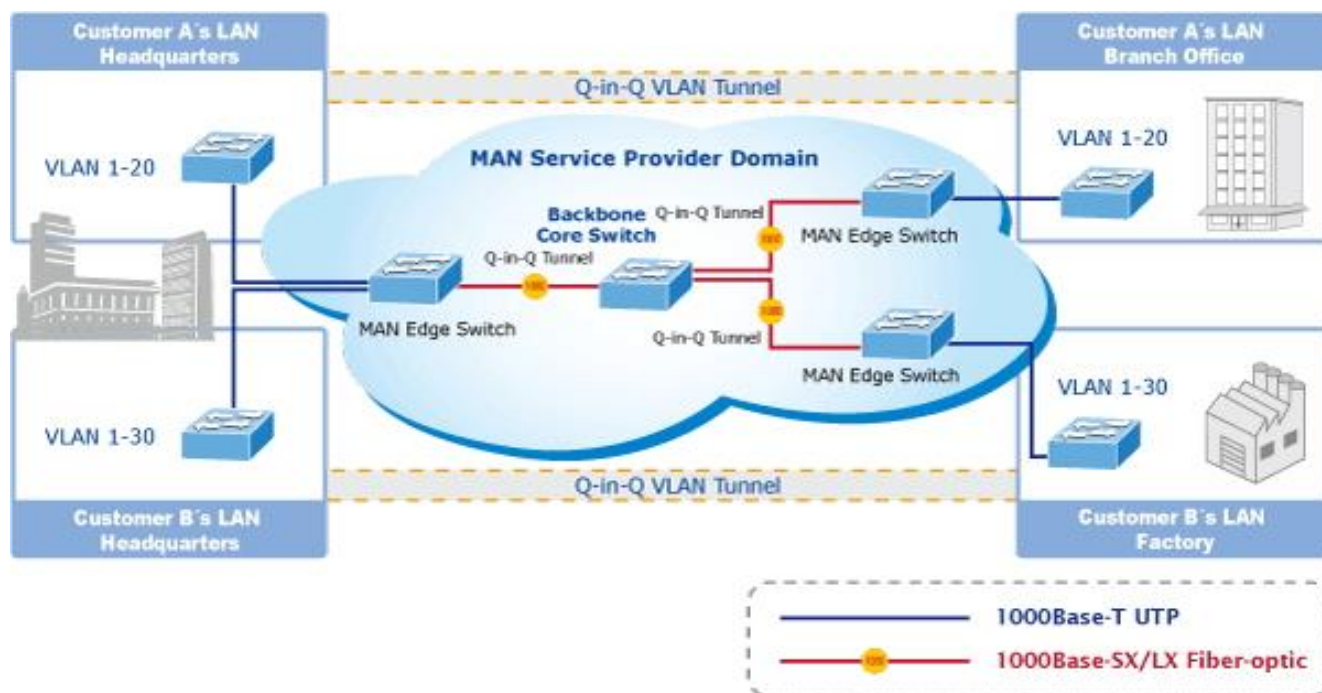 Customer A´s LAN
Headquarters
Customer A´s LAN
Branch Office
Q-in-Q VLAN Tunnel
VLAN 1-20
MAN Service Provider Domain
VLAN 1-20
Backbone
Core Switch
Q-in-Q Tunnel
MAN Edge Switch
Q-in-Q Tunnel
MAN Edge Switch
Q-in-Q Tunnel
MAN Edge Switch
VLAN 1-30
VLAN 1-30
Q-in-Q VLAN Tunnel
Customer B´s LAN
Headquarters
Customer B´s LAN
Factory
1000Base-T UTP
1000Base-SX/LX Fiber-optic